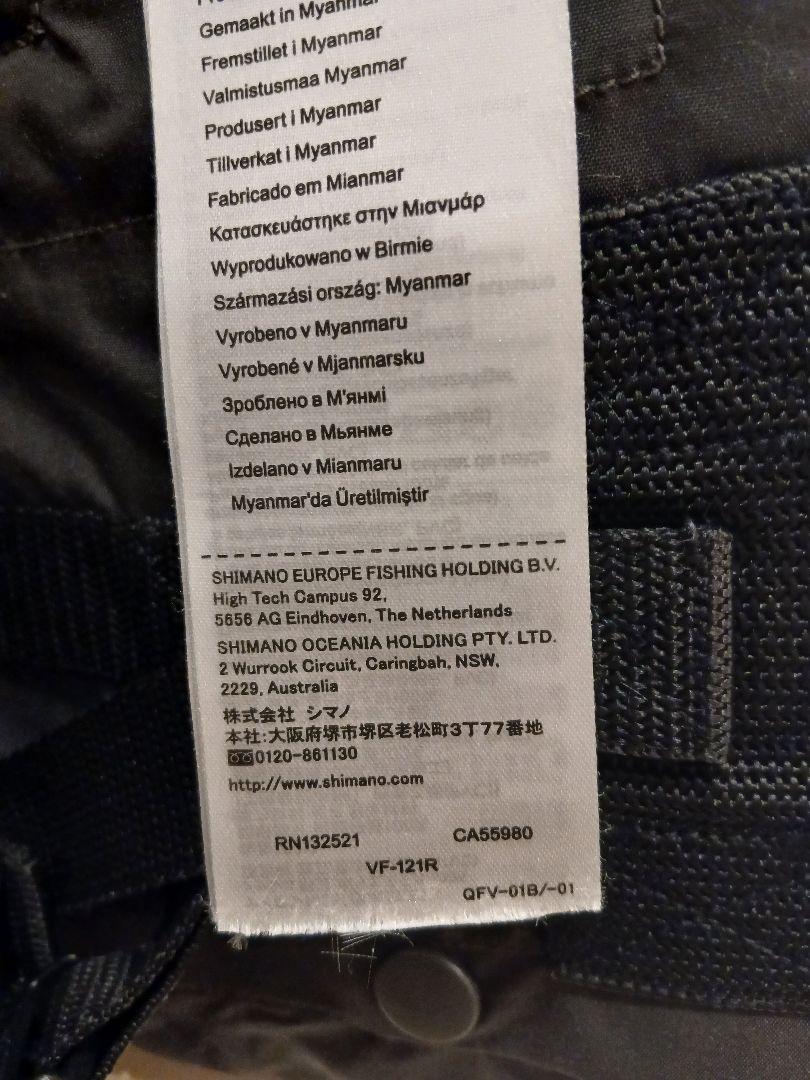 Gemaakt in Myanmar
Fremstillet i Myanmar
Valmistusmaa Myanmar
Produsert i Myanmar
Tillverkat i Myanmar
Fabricado em Mianmar
Κατασκευάστηκε στην Μιανμάρ
Wyprodukowano w Birmie
Származási ország: Myanmar
Vyrobeno v Myanmaru
Vyrobené v Mjanmarsku
Зроблено в М'янмі
Сделано в Мьянме
Izdelano v Mianmaru
Myanmar'da Üretilmiştir
SHIMANO EUROPE FISHING HOLDING B.V.
High Tech Campus 92,
5656 AG Eindhoven, The Netherlands
SHIMANO OCEANIA HOLDING PTY. LTD.
2 Wurrook Circuit, Caringbah, NSW,
2229, Australia
株式会社 シマノ
本社:大阪府堺市堺区老松町3丁77番地
0120-861130
http://www.shimano.com
RN132521 CA55980
VF-121R
QFV-01B/-01